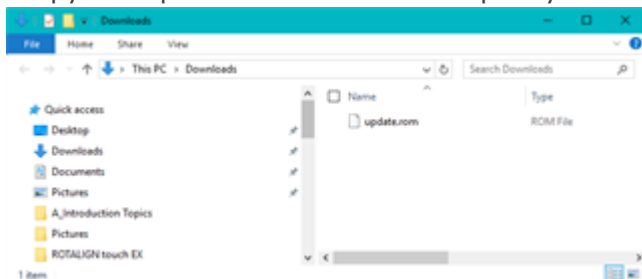 Downloads
File Home Share View
This PC > Downloads
Search Downloads
Name Type
Quick access
Desktop
update.rom ROM File
Downloads
Documents
Pictures
A_Introduction Topics
Pictures
ROTALIGN touch EX
1 item